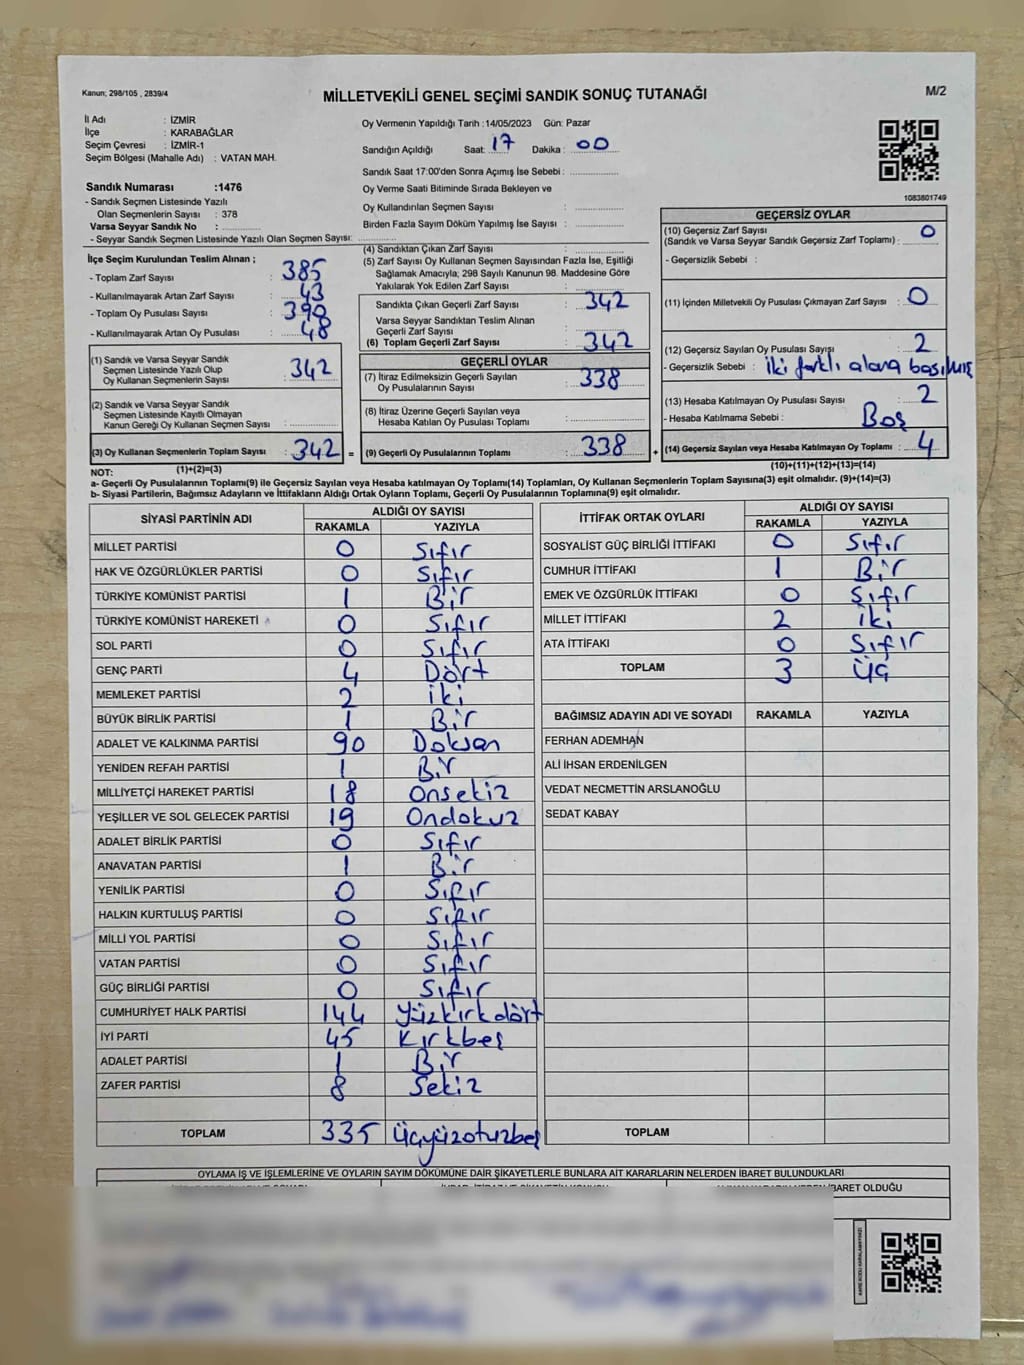 Kanun; 298/105 , 2839/4
MİLLETVEKİLİ GENEL SEÇİMİ SANDIK SONUÇ TUTANAĞI
M/2
İl Adı : İZMİR
İlçe : KARABAĞLAR
Seçim Çevresi : İZMİR-1
Seçim Bölgesi (Mahalle Adı) : VATAN MAH.
Sandık Numarası :1476
- Sandık Seçmen Listesinde Yazılı
Olan Seçmenlerin Sayısı : 378
Varsa Seyyar Sandık No :
- Seyyar Sandık Seçmen Listesinde Yazılı Olan Seçmen Sayısı:
Oy Vermenin Yapıldığı Tarih :14/05/2023 Gün: Pazar
Sandığın Açıldığı Saat: 17 Dakika : 00
Sandık Saat 17:00'den Sonra Açımış İse Sebebi :
Oy Verme Saati Bitiminde Sırada Bekleyen ve
Oy Kullandırılan Seçmen Sayısı :
Birden Fazla Sayım Döküm Yapılmış İse Sayısı :
1083801749
İlçe Seçim Kurulundan Teslim Alınan ;
- Toplam Zarf Sayısı : 385
- Kullanılmayarak Artan Zarf Sayısı : 43
- Toplam Oy Pusulası Sayısı : 390
- Kullanılmayarak Artan Oy Pusulası : 48
(1) Sandık ve Varsa Seyyar Sandık
Seçmen Listesinde Yazılı Olup
Oy Kullanan Seçmenlerin Sayısı : 342
(2) Sandık ve Varsa Seyyar Sandık
Seçmen Listesinde Kayıtlı Olmayan
Kanun Gereği Oy Kullanan Seçmen Sayısı :
(3) Oy Kullanan Seçmenlerin Toplam Sayısı : 342 =
(1)+(2)=(3)
(4) Sandıktan Çıkan Zarf Sayısı :
(5) Zarf Sayısı Oy Kullanan Seçmen Sayısından Fazla İse, Eşitliği
Sağlamak Amacıyla; 298 Sayılı Kanunun 98. Maddesine Göre
Yakılarak Yok Edilen Zarf Sayısı :
Sandıkta Çıkan Geçerli Zarf Sayısı : 342
Varsa Seyyar Sandıktan Teslim Alınan
Geçerli Zarf Sayısı :
(6) Toplam Geçerli Zarf Sayısı : 342
GEÇERLİ OYLAR
(7) İtiraz Edilmeksizin Geçerli Sayılan
Oy Pusulalarının Sayısı : 338
(8) İtiraz Üzerine Geçerli Sayılan veya
Hesaba Katılan Oy Pusulası Toplamı :
(9) Geçerli Oy Pusulalarının Toplamı : 338 +
GEÇERSİZ OYLAR
(10) Geçersiz Zarf Sayısı : 0
(Sandık ve Varsa Seyyar Sandık Geçersiz Zarf Toplamı) :
- Geçersizlik Sebebi :
(11) İçinden Milletvekili Oy Pusulası Çıkmayan Zarf Sayısı : 0
(12) Geçersiz Sayılan Oy Pusulası Sayısı : 2
- Geçersizlik Sebebi : iki farklı alana basılmış
(13) Hesaba Katılmayan Oy Pusulası Sayısı : 2
- Hesaba Katılmama Sebebi : Boş
(14) Geçersiz Sayılan veya Hesaba Katılmayan Oy Toplamı : 4
(10)+(11)+(12)+(13)=(14)
NOT:
a- Geçerli Oy Pusulalarının Toplamı(9) ile Geçersiz Sayılan veya Hesaba Katılmayan Oy Toplamı(14) Toplamları, Oy Kullanan Seçmenlerin Toplam Sayısına(3) eşit olmalıdır. (9)+(14)=(3)
b- Siyasi Partilerin, Bağımsız Adayların ve İttifakların Aldığı Ortak Oyların Toplamı, Geçerli Oy Pusulalarının Toplamına(9) eşit olmalıdır.
SİYASİ PARTİNİN ADI ALDIĞI OY SAYISI
RAKAMLA YAZIYLA
MİLLET PARTİSİ 0 Sıfır
HAK VE ÖZGÜRLÜKLER PARTİSİ 0 Sıfır
TÜRKİYE KOMÜNİST PARTİSİ 1 Bir
TÜRKİYE KOMÜNİST HAREKETİ 0 Sıfır
SOL PARTİ 0 Sıfır
GENÇ PARTİ 4 Dört
MEMLEKET PARTİSİ 2 iki
BÜYÜK BİRLİK PARTİSİ 1 Bir
ADALET VE KALKINMA PARTİSİ 90 Doksan
YENİDEN REFAH PARTİSİ 1 Bir
MİLLİYETÇİ HAREKET PARTİSİ 18 Onsekiz
YEŞİLLER VE SOL GELECEK PARTİSİ 19 Ondokuz
ADALET BİRLİK PARTİSİ 0 Sıfır
ANAVATAN PARTİSİ 1 Bir
YENİLİK PARTİSİ 0 Sıfır
HALKIN KURTULUŞ PARTİSİ 0 Sıfır
MİLLİ YOL PARTİSİ 0 Sıfır
VATAN PARTİSİ 0 Sıfır
GÜÇ BİRLİĞİ PARTİSİ 0 Sıfır
CUMHURİYET HALK PARTİSİ 144 Yüzkırkdört
İYİ PARTİ 45 Kırkbeş
ADALET PARTİSİ 1 Bir
ZAFER PARTİSİ 8 Sekiz
TOPLAM 335 Üçyüzotuzbeş
İTTİFAK ORTAK OYLARI ALDIĞI OY SAYISI
RAKAMLA YAZIYLA
SOSYALİST GÜÇ BİRLİĞİ İTTİFAKI 0 Sıfır
CUMHUR İTTİFAKI 1 Bir
EMEK VE ÖZGÜRLÜK İTTİFAKI 0 Sıfır
MİLLET İTTİFAKI 2 iki
ATA İTTİFAKI 0 Sıfır
TOPLAM 3 Üç
BAĞIMSIZ ADAYIN ADI VE SOYADI RAKAMLA YAZIYLA
FERHAN ADEMHAN
ALİ İHSAN ERDENİLGEN
VEDAT NECMETTİN ARSLANOĞLU
SEDAT KABAY
TOPLAM
OYLAMA İŞ VE İŞLEMLERİNE VE OYLARIN SAYIM DÖKÜMÜNE DAİR ŞİKAYETLERLE BUNLARA AİT KARARLARIN NELERDEN İBARET BULUNDUKLARI
İBARET OLDUĞU